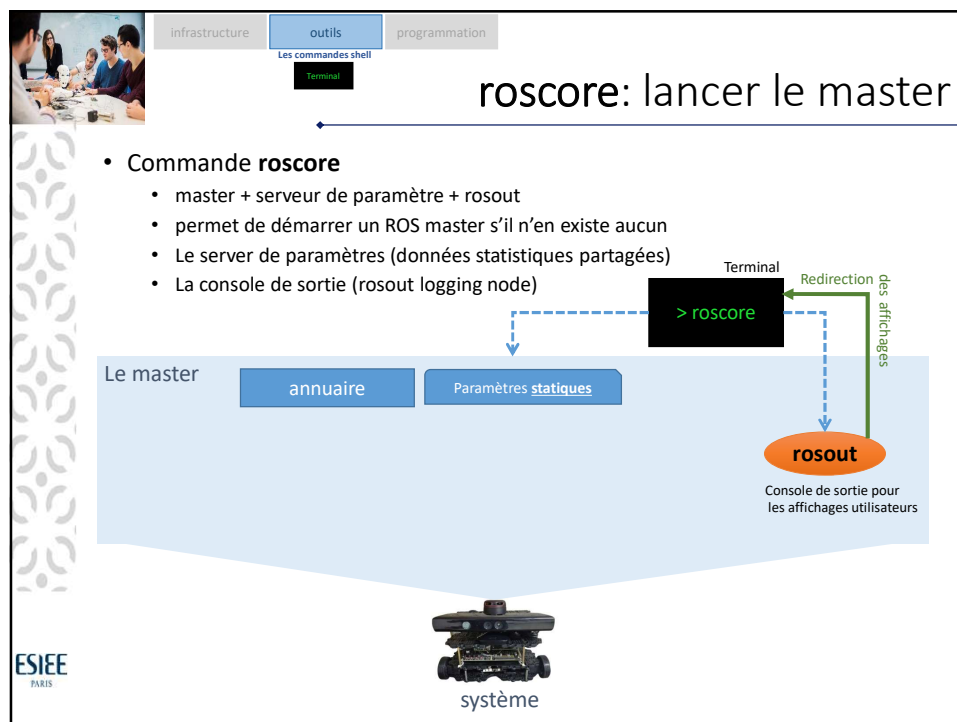 infrastructure
outils
programmation
Les commandes shell
Terminal
roscore: lancer le master
• Commande roscore
• master + serveur de paramètre + rosout
• permet de démarrer un ROS master s'il n'en existe aucun
• Le server de paramètres (données statistiques partagées)
• La console de sortie (rosout logging node)
Terminal
Redirection
des affichages
> roscore
Le master
annuaire
Paramètres statiques
rosout
Console de sortie pour
les affichages utilisateurs
système
ESIEE
PARIS